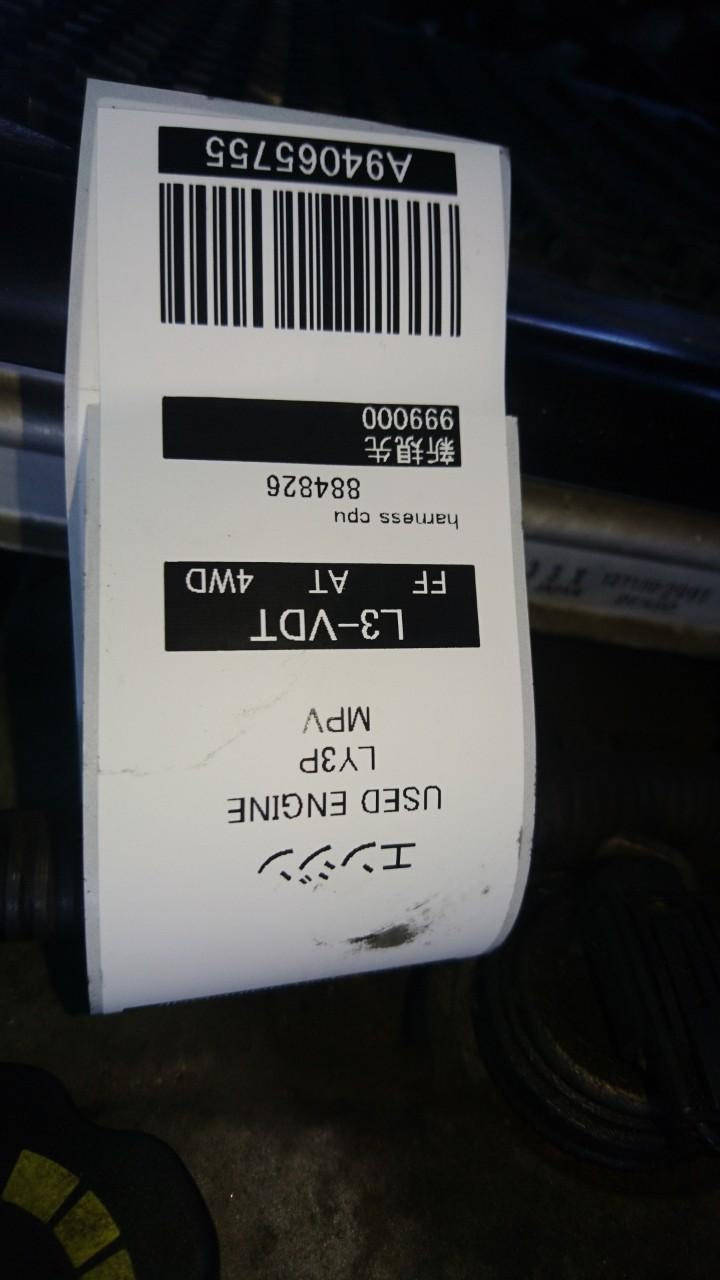 エンジン
USED ENGINE
LY3P
MPV
L3-VDT
FF AT 4WD
harness cpu
884826
新規先
999000
A94065755